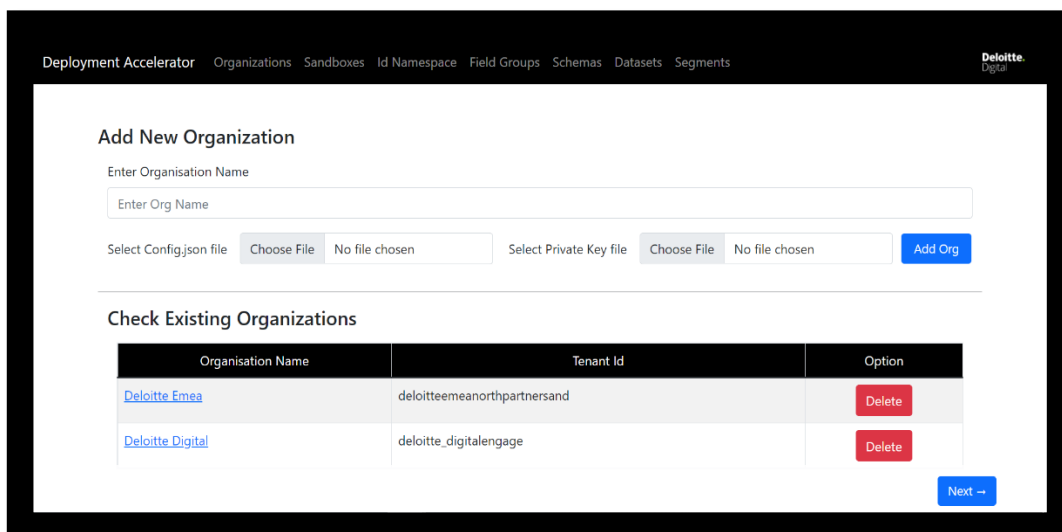 Deployment Accelerator Organizations Sandboxes Id Namespace Field Groups Schemas Datasets Segments
Deloitte.
Digital
Add New Organization
Enter Organisation Name
Enter Org Name
Select Config.json file Choose File No file chosen Select Private Key file Choose File No file chosen Add Org
Check Existing Organizations
Organisation Name Tenant Id Option
Deloitte Emea deloitteemeanorthpartnersand Delete
Deloitte Digital deloitte_digitalengage Delete
Next →